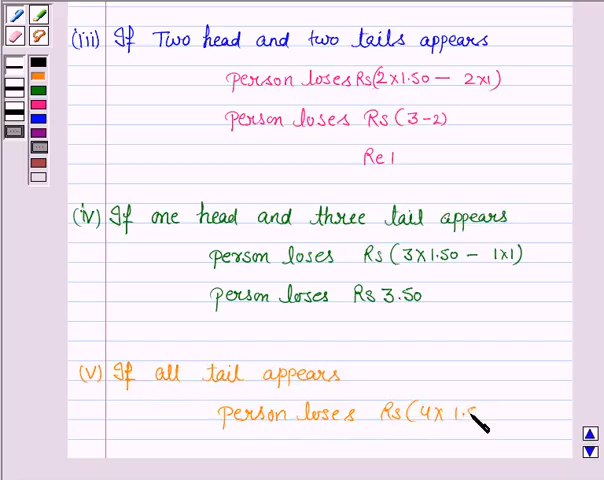 (iii) If Two head and two tails appears
person loses Rs(2×1.50 – 2×1)
person loses Rs (3-2)
Re 1
(iv) If one head and three tail appears
person loses Rs (3×1.50 – 1×1)
person loses Rs 3.50
(v) If all tail appears
person loses Rs (4× 1.5